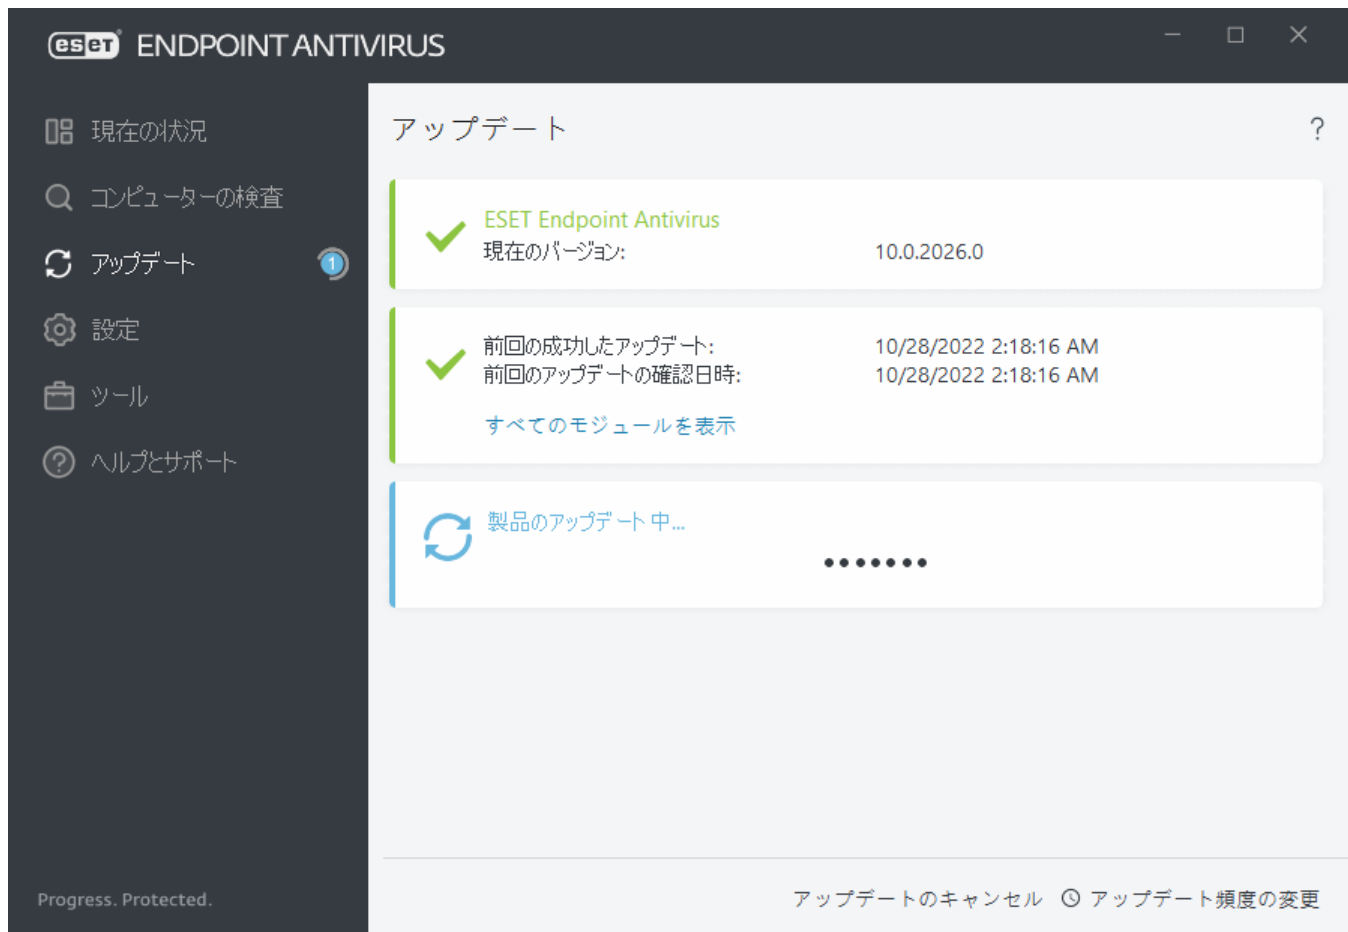 eset ENDPOINT ANTIVIRUS
現在の状況
コンピューターの検査
アップデート
1
設定
ツール
ヘルプとサポート
Progress. Protected.
アップデート
?
ESET Endpoint Antivirus
現在のバージョン: 10.0.2026.0
前回の成功したアップデート: 10/28/2022 2:18:16 AM
前回のアップデートの確認日時: 10/28/2022 2:18:16 AM
すべてのモジュールを表示
製品のアップデート中...
アップデートのキャンセル アップデート頻度の変更